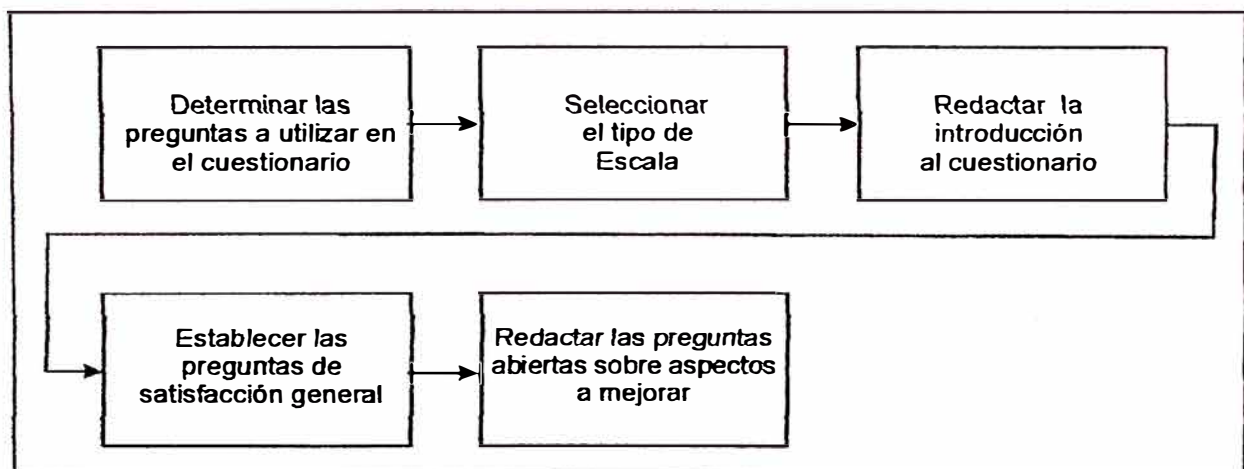 Determinar las
preguntas a utilizar en
el cuestionario
Seleccionar
el tipo de
Escala
Redactar la
introducción
al cuestionario
Establecer las
preguntas de
satisfacción general
Redactar las preguntas
abiertas sobre aspectos
a mejorar